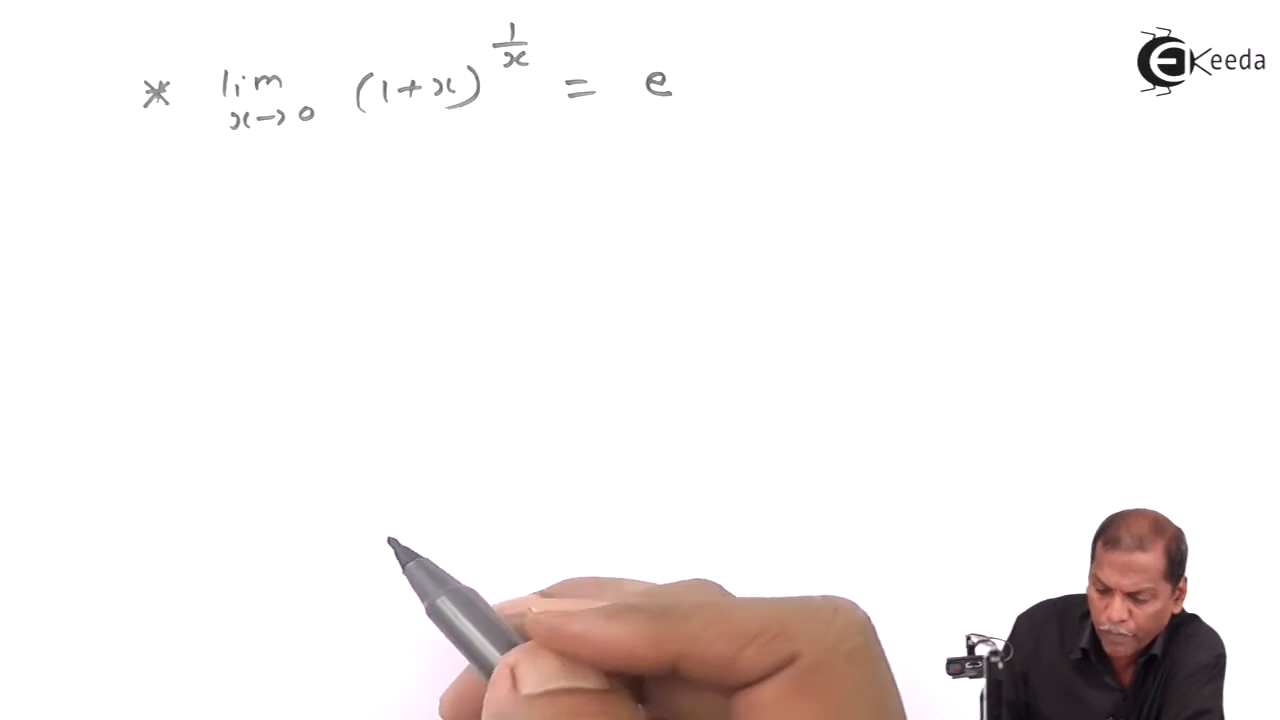 * lim x→0 (1+x)^(1/x) = e
EKeeda